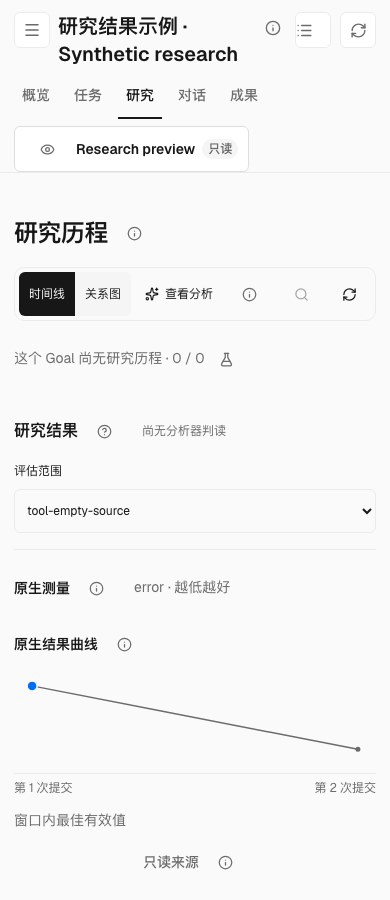 研究结果示例 ·
Synthetic research
概览 任务 研究 对话 成果
Research preview 只读
研究历程
时间线 关系图 查看分析
这个 Goal 尚无研究历程 · 0 / 0
研究结果 尚无分析器判读
评估范围
tool-empty-source
原生测量 error · 越低越好
原生结果曲线
第 1 次提交 第 2 次提交
窗口内最佳有效值
只读来源